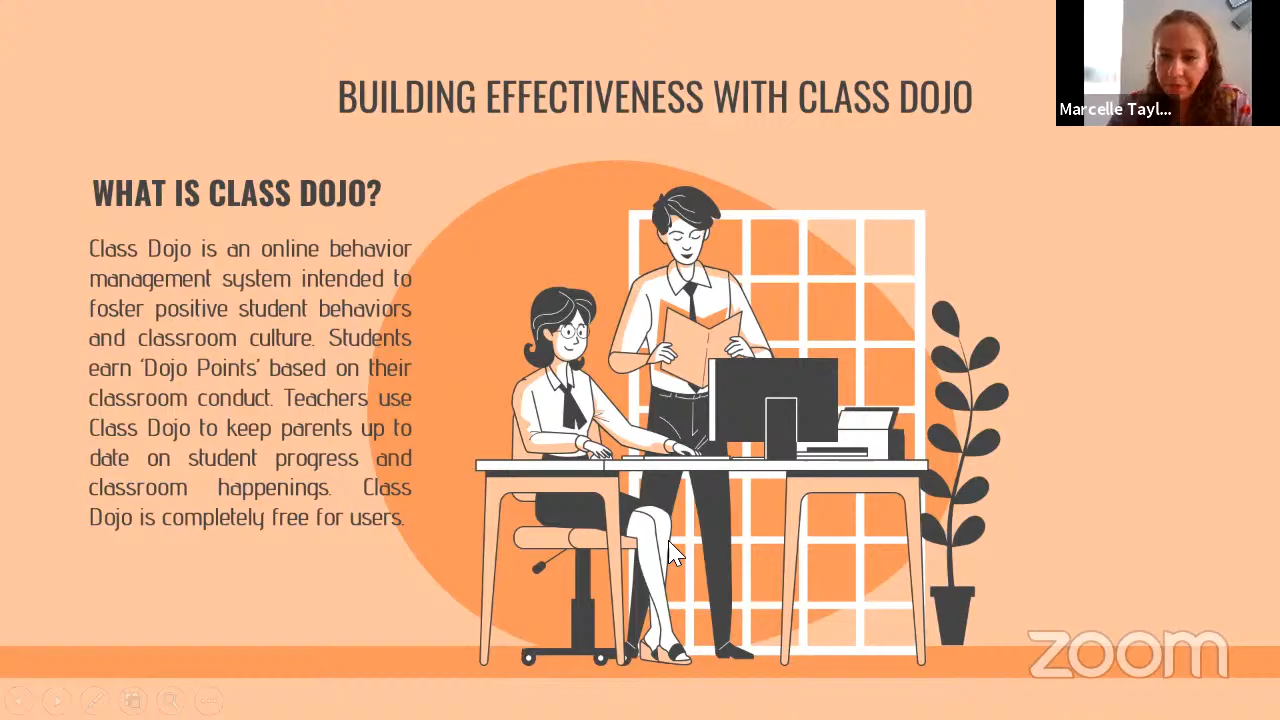 BUILDING EFFECTIVENESS WITH CLASS DOJO
Marcelle Tayl...
WHAT IS CLASS DOJO?
Class Dojo is an online behavior
management system intended to
foster positive student behaviors
and classroom culture. Students
earn ‘Dojo Points’ based on their
classroom conduct. Teachers use
Class Dojo to keep parents up to
date on student progress and
classroom happenings. Class
Dojo is completely free for users.
zoom